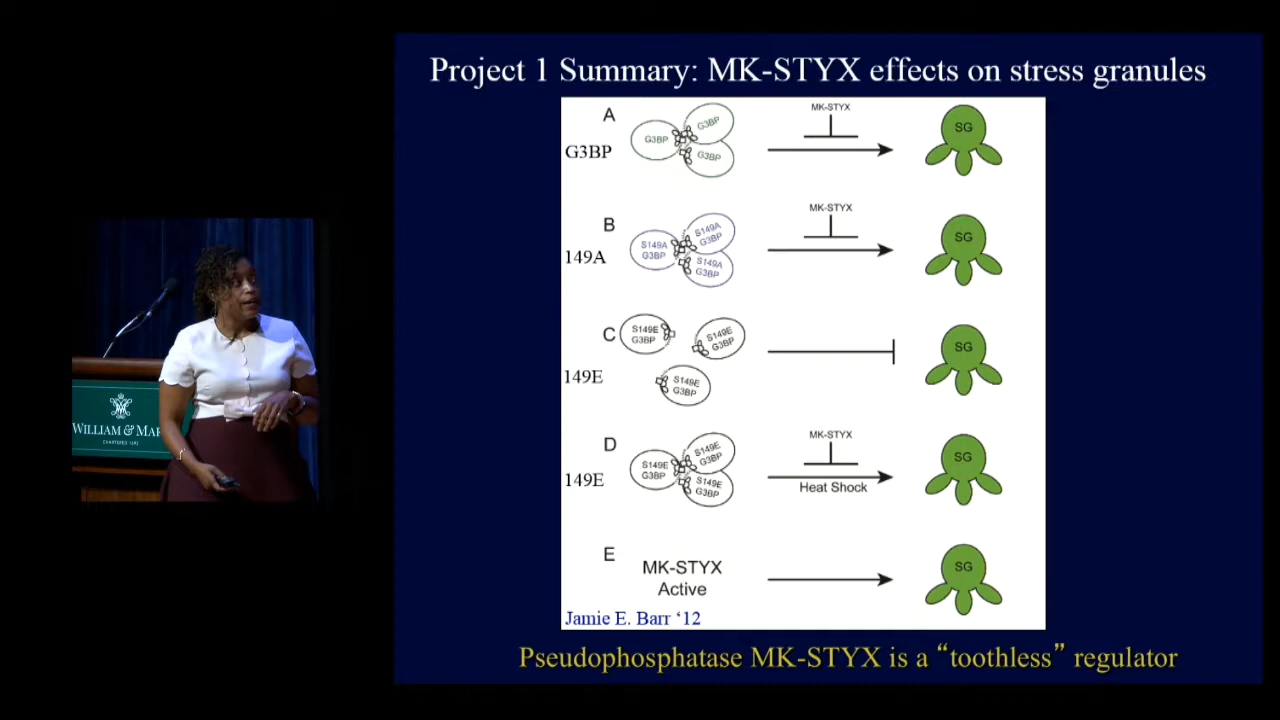 Project 1 Summary: MK-STYX effects on stress granules
A
G3BP
G3BP
G3BP
G3BP
MK-STYX
SG
B
149A
S149A
G3BP
S149A
G3BP
S149A
G3BP
MK-STYX
SG
C
149E
S149E
G3BP
S149E
G3BP
S149E
G3BP
SG
D
149E
S149E
G3BP
S149E
G3BP
S149E
G3BP
MK-STYX
Heat Shock
SG
E
MK-STYX
Active
SG
Jamie E. Barr ‘12
Pseudophosphatase MK-STYX is a “toothless” regulator
WILLIAM & MAR
CHARTERED 1693